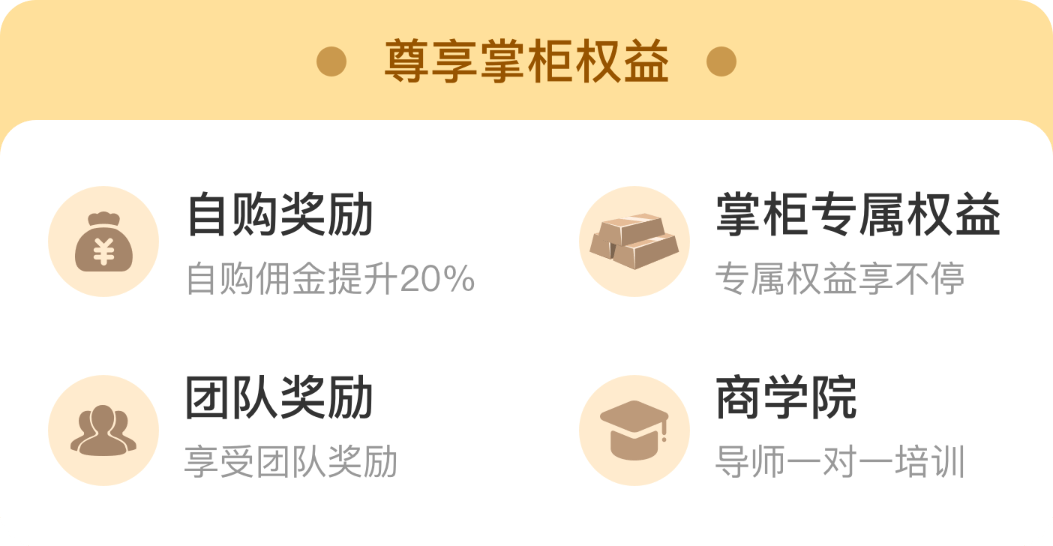 尊享掌柜权益
自购奖励
自购佣金提升20%
掌柜专属权益
专属权益享不停
团队奖励
享受团队奖励
商学院
导师一对一培训